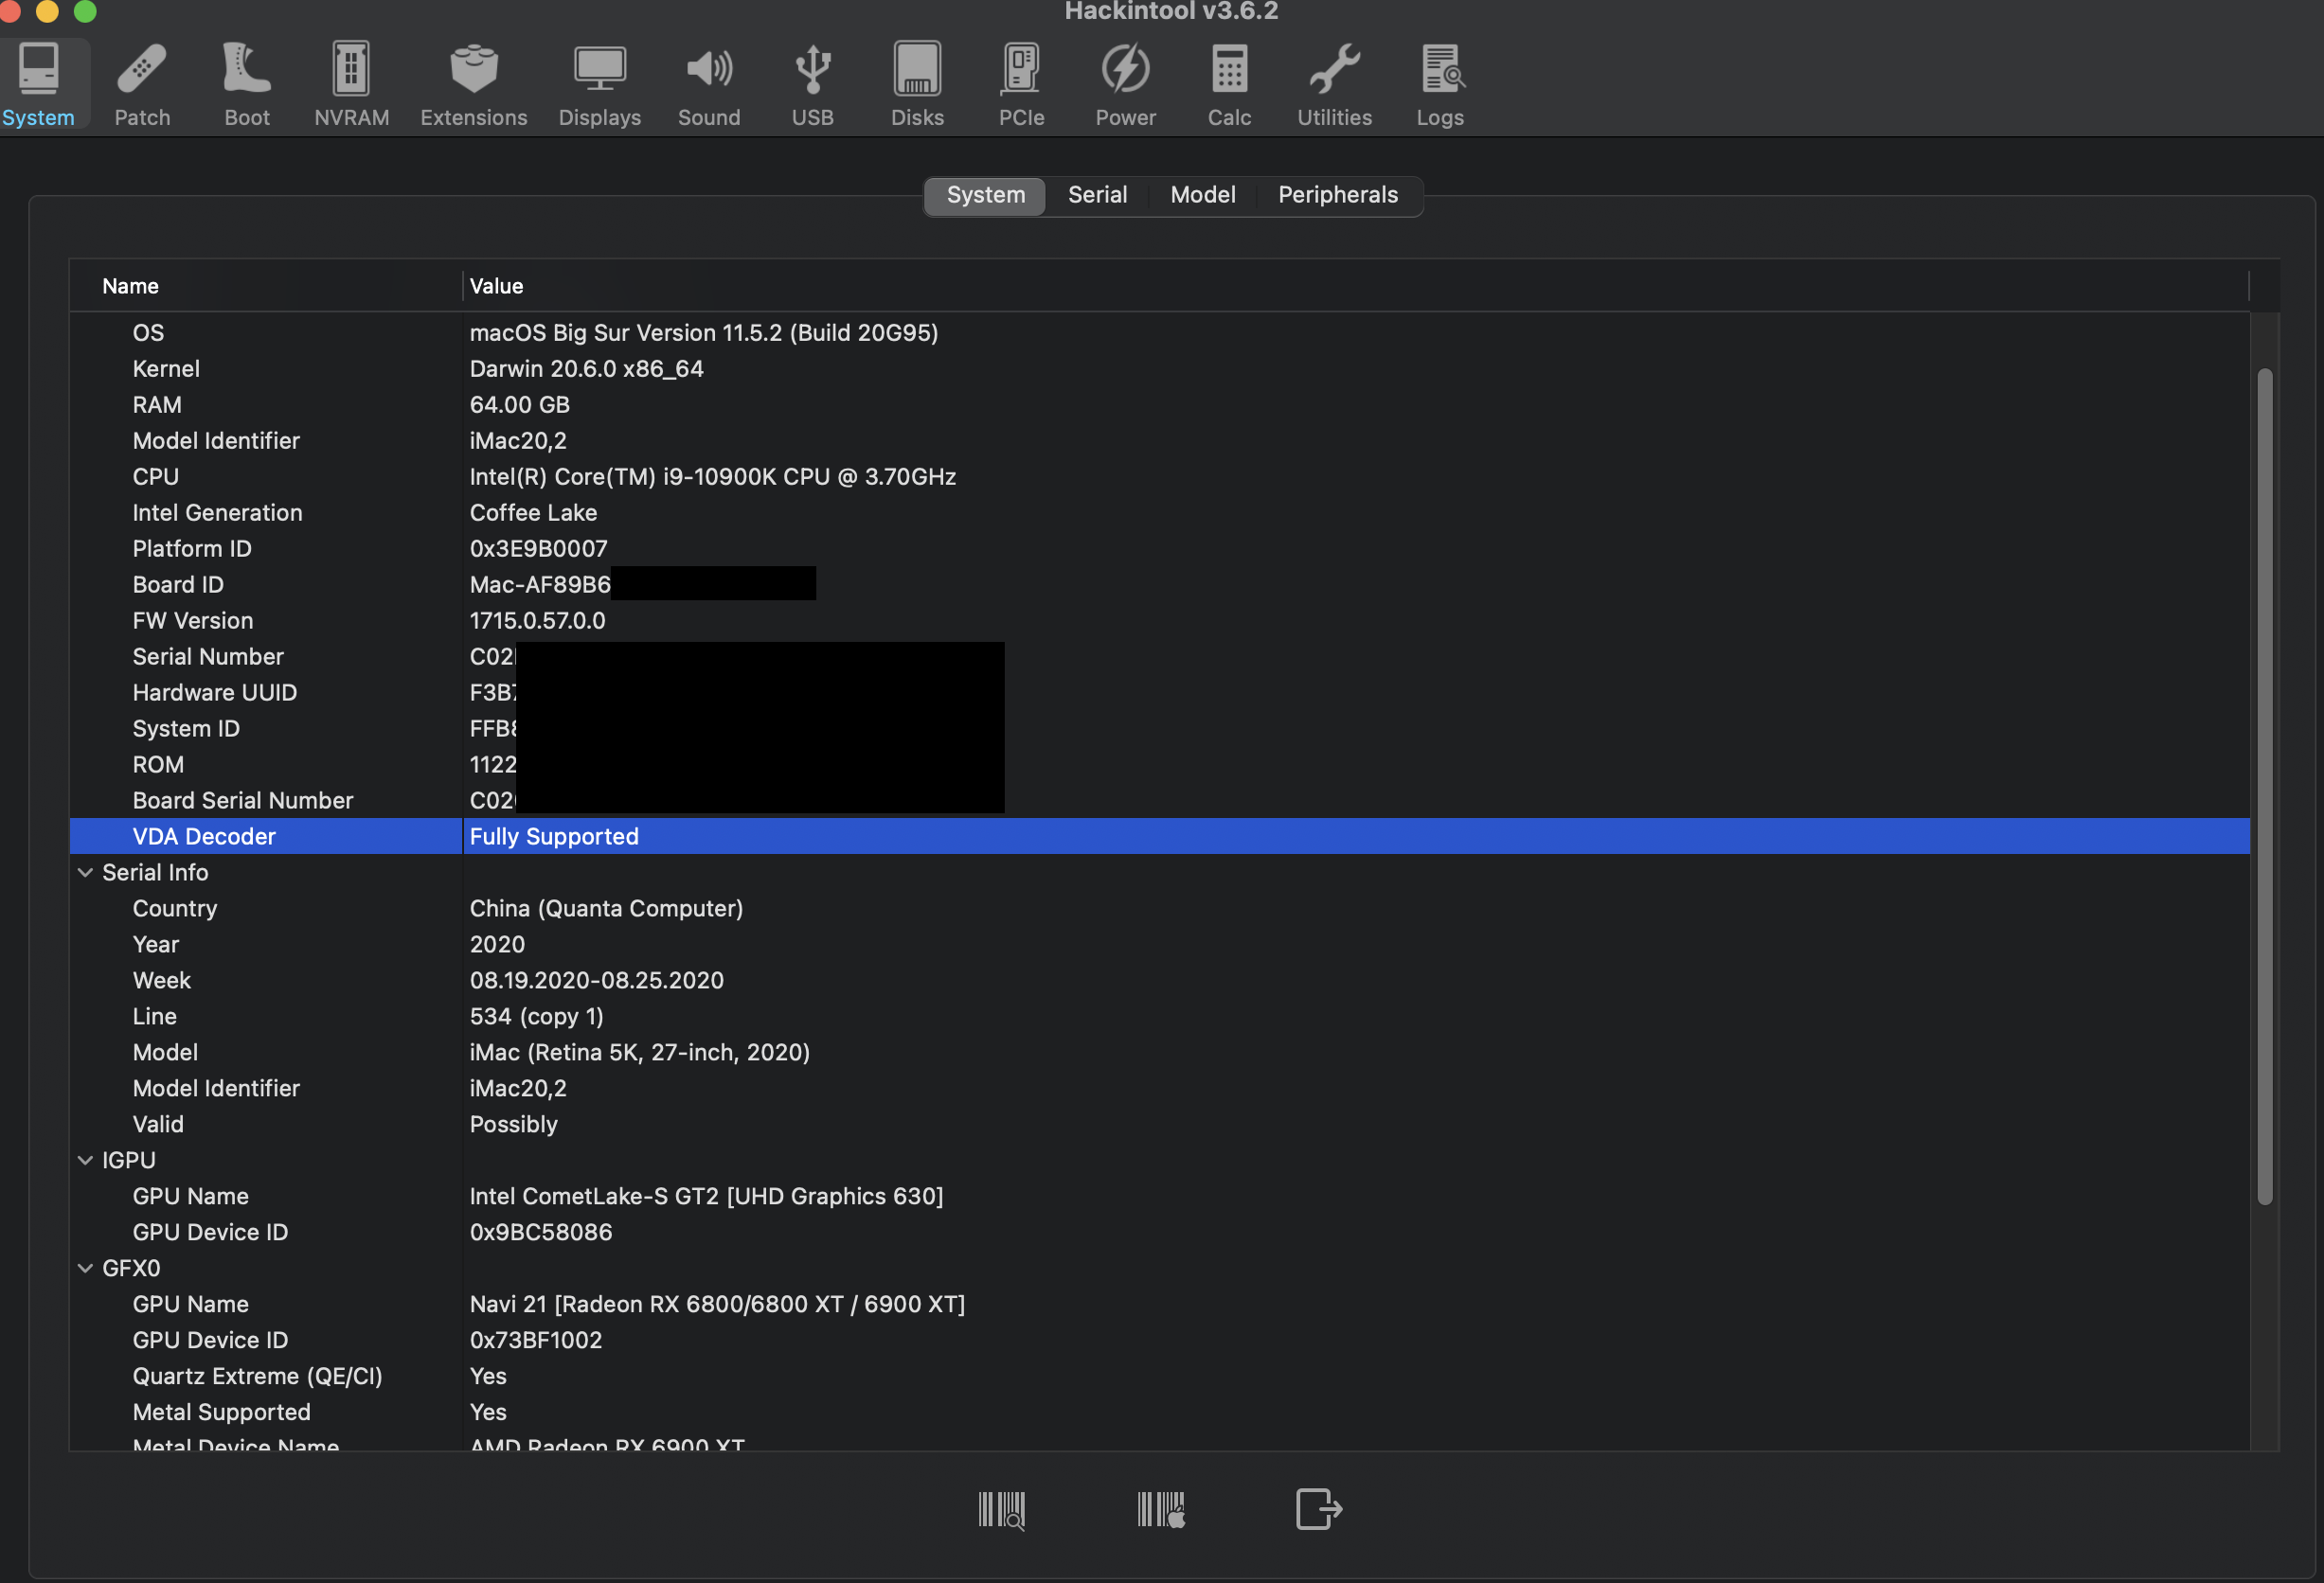 Hackintool v3.6.2
System Patch Boot NVRAM Extensions Displays Sound USB Disks PCIe Power Calc Utilities Logs
System Serial Model Peripherals
Name Value
OS macOS Big Sur Version 11.5.2 (Build 20G95)
Kernel Darwin 20.6.0 x86_64
RAM 64.00 GB
Model Identifier iMac20,2
CPU Intel(R) Core(TM) i9-10900K CPU @ 3.70GHz
Intel Generation Coffee Lake
Platform ID 0x3E9B0007
Board ID Mac-AF89B6
FW Version 1715.0.57.0.0
Serial Number C02
Hardware UUID F3B7
System ID FFB8
ROM 1122
Board Serial Number C02
VDA Decoder Fully Supported
Serial Info
Country China (Quanta Computer)
Year 2020
Week 08.19.2020-08.25.2020
Line 534 (copy 1)
Model iMac (Retina 5K, 27-inch, 2020)
Model Identifier iMac20,2
Valid Possibly
IGPU
GPU Name Intel CometLake-S GT2 [UHD Graphics 630]
GPU Device ID 0x9BC58086
GFX0
GPU Name Navi 21 [Radeon RX 6800/6800 XT / 6900 XT]
GPU Device ID 0x73BF1002
Quartz Extreme (QE/CI) Yes
Metal Supported Yes
Metal Device Name AMD Radeon RX 6900 XT